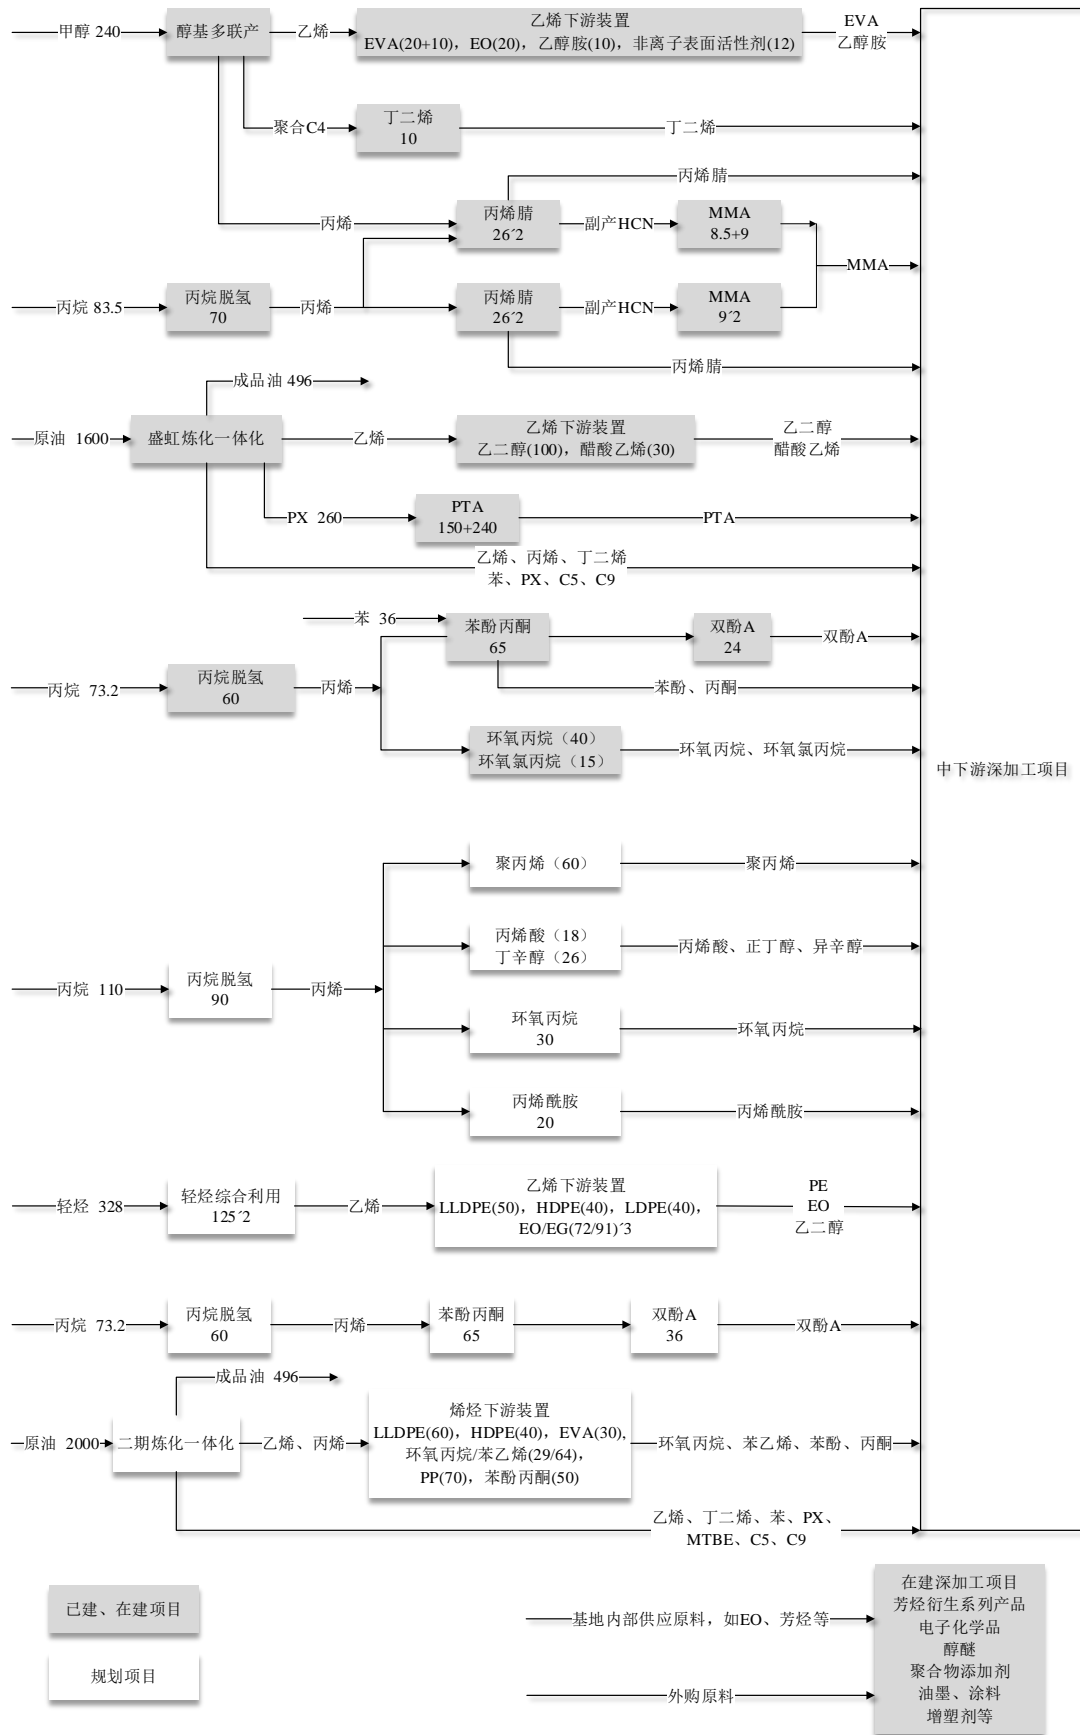 甲醇 240
醇基多联产
乙烯
乙烯下游装置
EVA(20+10)，EO(20)，乙醇胺(10)，非离子表面活性剂(12)
EVA
乙醇胺
聚合C4
丁二烯
10
丁二烯
丙烯腈
丙烯
丙烯腈
26´2
副产HCN
MMA
8.5+9
MMA
丙烷 83.5
丙烷脱氢
70
丙烯
丙烯腈
26´2
副产HCN
MMA
9´2
丙烯腈
成品油 496
原油 1600
盛虹炼化一体化
乙烯
乙烯下游装置
乙二醇(100)，醋酸乙烯(30)
乙二醇
醋酸乙烯
PX 260
PTA
150+240
PTA
乙烯、丙烯、丁二烯
苯、PX、C5、C9
苯 36
苯酚丙酮
65
双酚A
24
双酚A
丙烷 73.2
丙烷脱氢
60
丙烯
苯酚、丙酮
环氧丙烷（40）
环氧氯丙烷（15）
环氧丙烷、环氧氯丙烷
中下游深加工项目
聚丙烯（60）
聚丙烯
丙烯酸（18）
丁辛醇（26）
丙烯酸、正丁醇、异辛醇
丙烷 110
丙烷脱氢
90
丙烯
环氧丙烷
30
环氧丙烷
丙烯酰胺
20
丙烯酰胺
轻烃 328
轻烃综合利用
125´2
乙烯
乙烯下游装置
LLDPE(50)，HDPE(40)，LDPE(40)，
EO/EG(72/91)´3
PE
EO
乙二醇
丙烷 73.2
丙烷脱氢
60
丙烯
苯酚丙酮
65
双酚A
36
双酚A
成品油 496
原油 2000
二期炼化一体化
乙烯、丙烯
烯烃下游装置
LLDPE(60)，HDPE(40)，EVA(30)，
环氧丙烷/苯乙烯(29/64)，
PP(70)，苯酚丙酮(50)
环氧丙烷、苯乙烯、苯酚、丙酮
乙烯、丁二烯、苯、PX、
MTBE、C5、C9
已建、在建项目
规划项目
基地内部供应原料，如EO、芳烃等
外购原料
在建深加工项目
芳烃衍生系列产品
电子化学品
醇醚
聚合物添加剂
油墨、涂料
增塑剂等